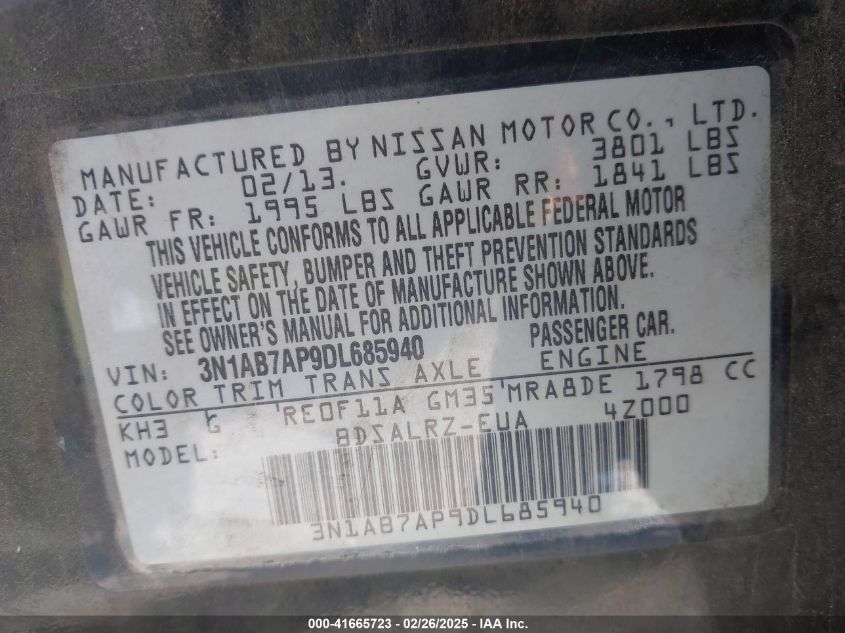 MANUFACTURED BY NISSAN MOTOR CO., LTD.
DATE: 02/13. GVWR: 3801 LBS
GAWR FR: 1995 LBS GAWR RR: 1841 LBS
THIS VEHICLE CONFORMS TO ALL APPLICABLE FEDERAL MOTOR
VEHICLE SAFETY, BUMPER AND THEFT PREVENTION STANDARDS
IN EFFECT ON THE DATE OF MANUFACTURE SHOWN ABOVE.
SEE OWNER'S MANUAL FOR ADDITIONAL INFORMATION.
VIN: 3N1AB7AP9DL685940 PASSENGER CAR.
COLOR TRIM TRANS AXLE ENGINE
KH3 G RE0F11A GM35 MRA8DE 1798 CC
MODEL: BDSALRZ-EUA 4Z000
3N1AB7AP9DL685940
000-41665723 - 02/26/2025 - IAA Inc.